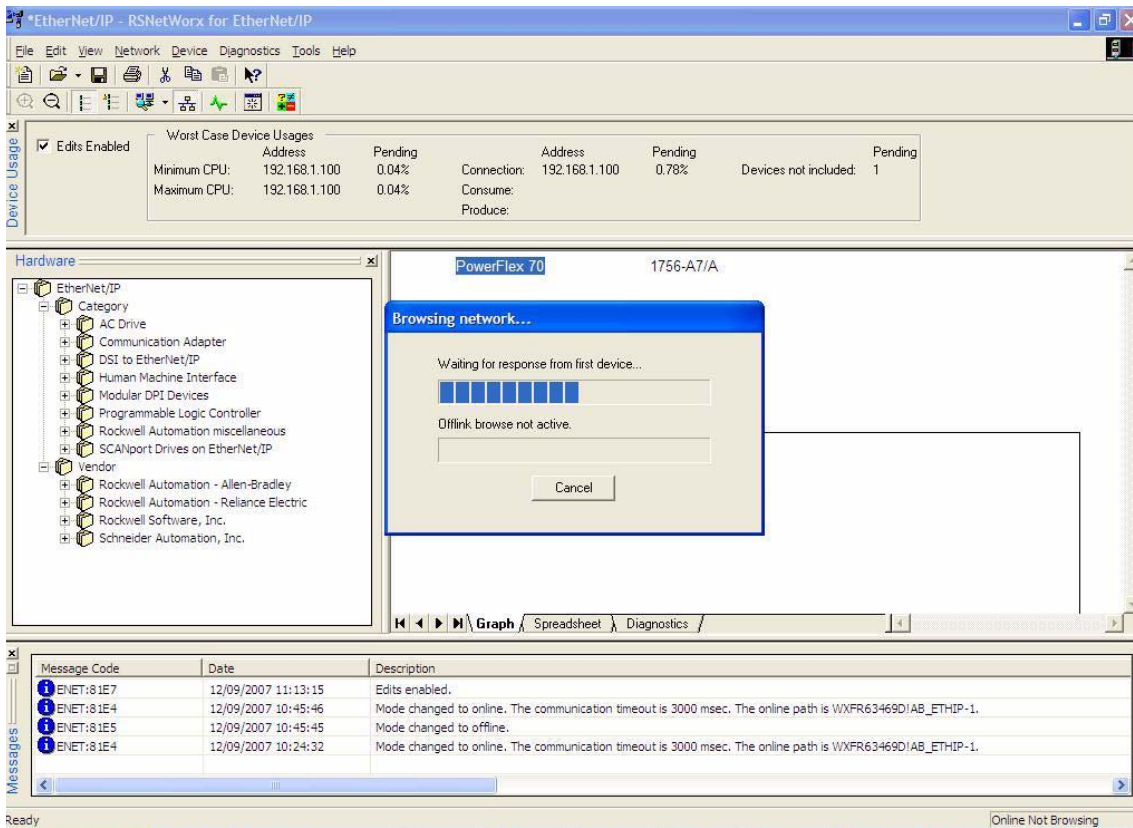 *EtherNet/IP - RSNetWorx for EtherNet/IP
File Edit View Network Device Diagnostics Tools Help
Device Usage
Edits Enabled
Worst Case Device Usages
Address Pending Address Pending Pending
Minimum CPU: 192.168.1.100 0.04% Connection: 192.168.1.100 0.78% Devices not included: 1
Maximum CPU: 192.168.1.100 0.04% Consume:
Produce:
Hardware
EtherNet/IP
Category
AC Drive
Communication Adapter
DSI to EtherNet/IP
Human Machine Interface
Modular DPI Devices
Programmable Logic Controller
Rockwell Automation miscellaneous
SCANport Drives on EtherNet/IP
Vendor
Rockwell Automation - Allen-Bradley
Rockwell Automation - Reliance Electric
Rockwell Software, Inc.
Schneider Automation, Inc.
PowerFlex 70 1756-A7/A
Browsing network...
Waiting for response from first device...
Offlink browse not active.
Cancel
Graph Spreadsheet Diagnostics
Messages
Message Code Date Description
ENET:81E7 12/09/2007 11:13:15 Edits enabled.
ENET:81E4 12/09/2007 10:45:46 Mode changed to online. The communication timeout is 3000 msec. The online path is WXFR63469D!AB_ETHIP-1.
ENET:81E5 12/09/2007 10:45:45 Mode changed to offline.
ENET:81E4 12/09/2007 10:24:32 Mode changed to online. The communication timeout is 3000 msec. The online path is WXFR63469D!AB_ETHIP-1.
Ready Online Not Browsing